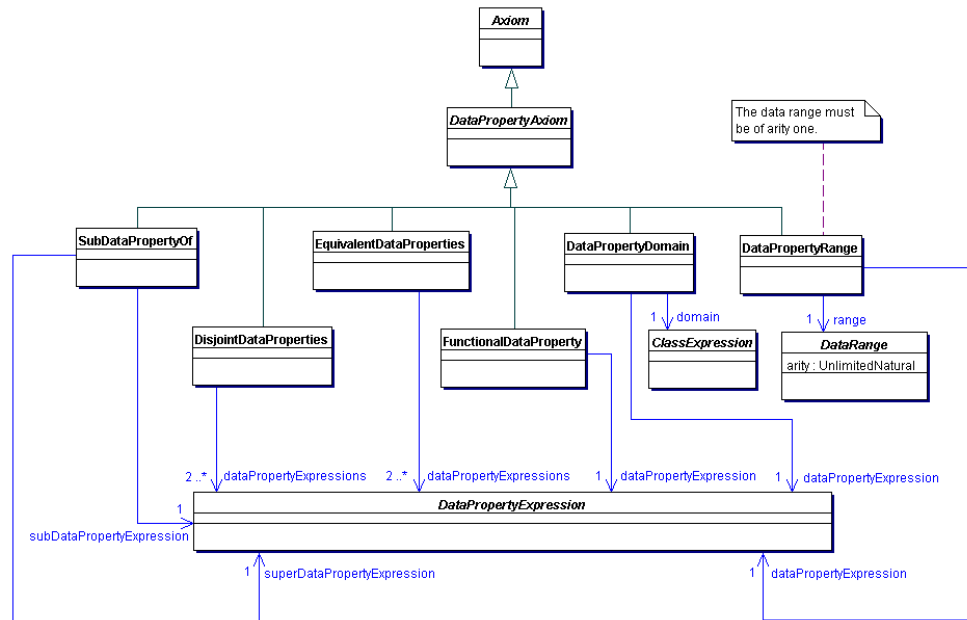 Axiom
DataPropertyAxiom
The data range must
be of arity one.
SubDataPropertyOf
EquivalentDataProperties
DataPropertyDomain
DataPropertyRange
1 domain
1 range
DisjointDataProperties
FunctionalDataProperty
ClassExpression
DataRange
arity : UnlimitedNatural
2 ..* dataPropertyExpressions
2 ..* dataPropertyExpressions
1 dataPropertyExpression
1 dataPropertyExpression
DataPropertyExpression
1
subDataPropertyExpression
1 superDataPropertyExpression
1 dataPropertyExpression